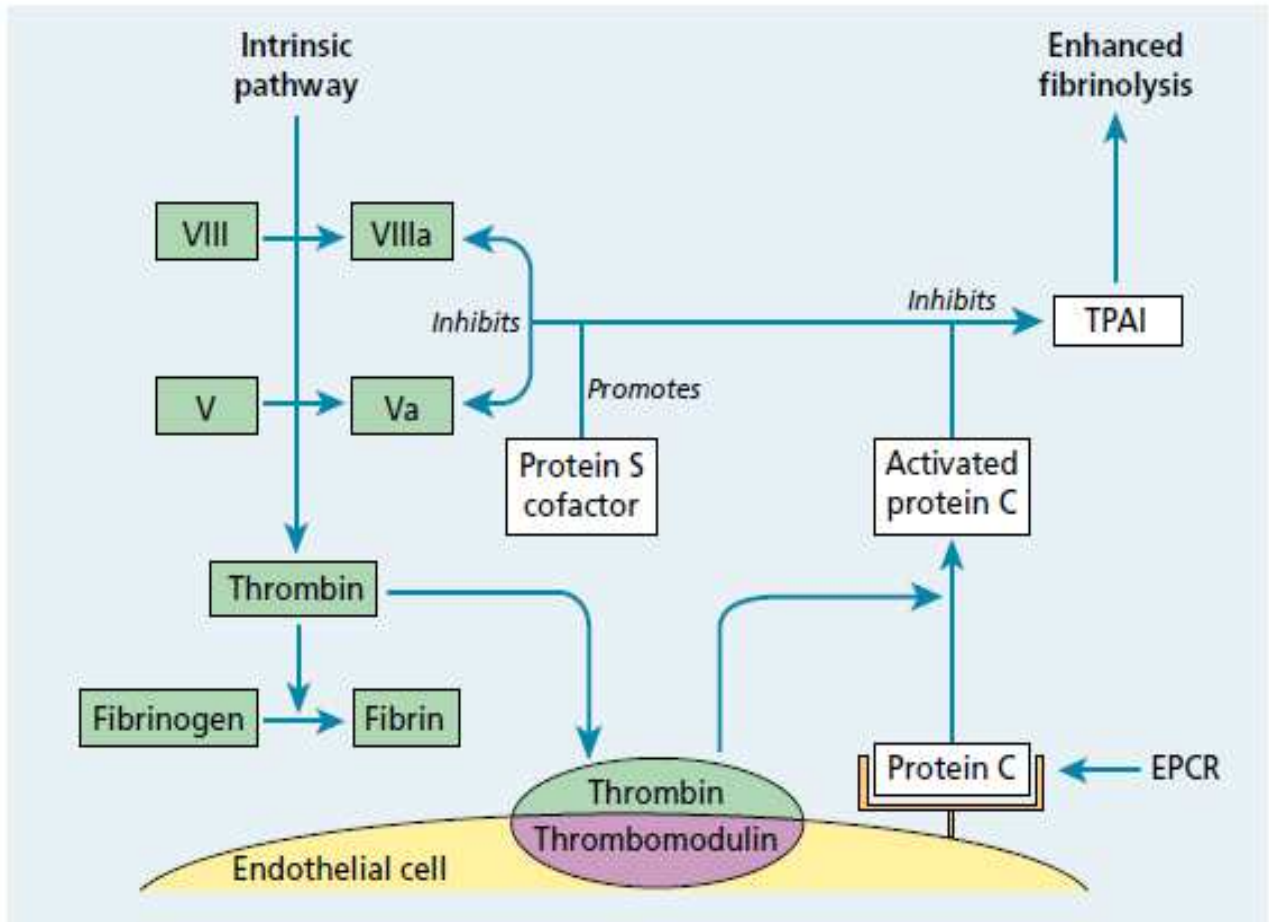 Intrinsic
pathway
Enhanced
fibrinolysis
VIII
VIIIa
Inhibits
Inhibits
TPAI
V
Va
Promotes
Protein S
cofactor
Activated
protein C
Thrombin
Fibrinogen
Fibrin
Protein C
EPCR
Thrombin
Thrombomodulin
Endothelial cell